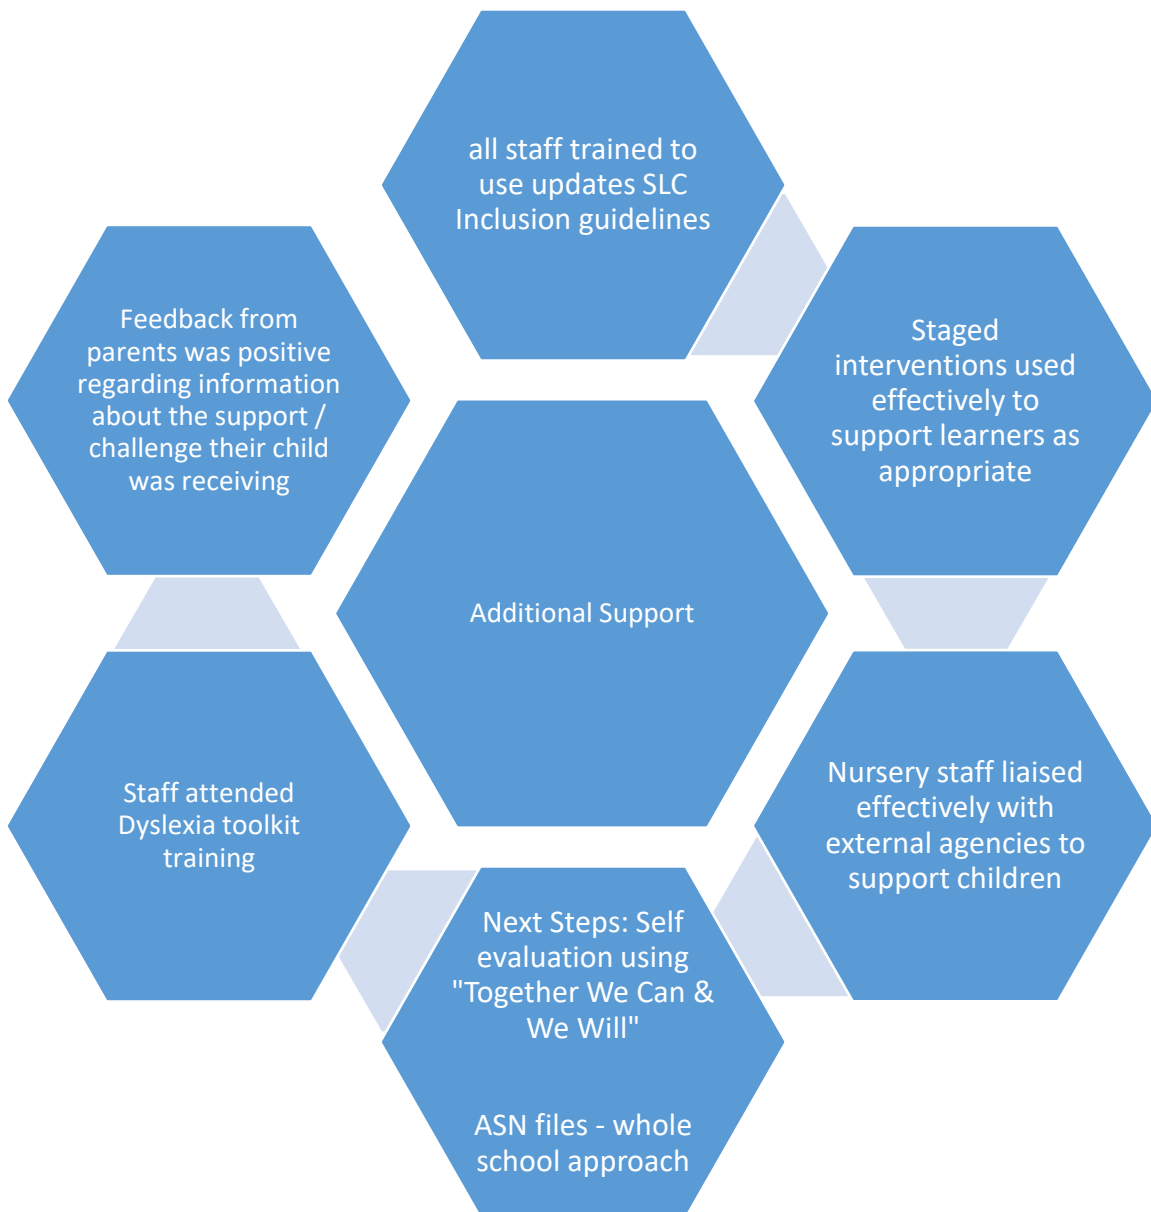 all staff trained to
use updates SLC
Inclusion guidelines
Staged
interventions used
effectively to
support learners as
appropriate
Nursery staff liaised
effectively with
external agencies to
support children
Next Steps: Self
evaluation using
"Together We Can &
We Will"
ASN files - whole
school approach
Staff attended
Dyslexia toolkit
training
Feedback from
parents was positive
regarding information
about the support /
challenge their child
was receiving
Additional Support